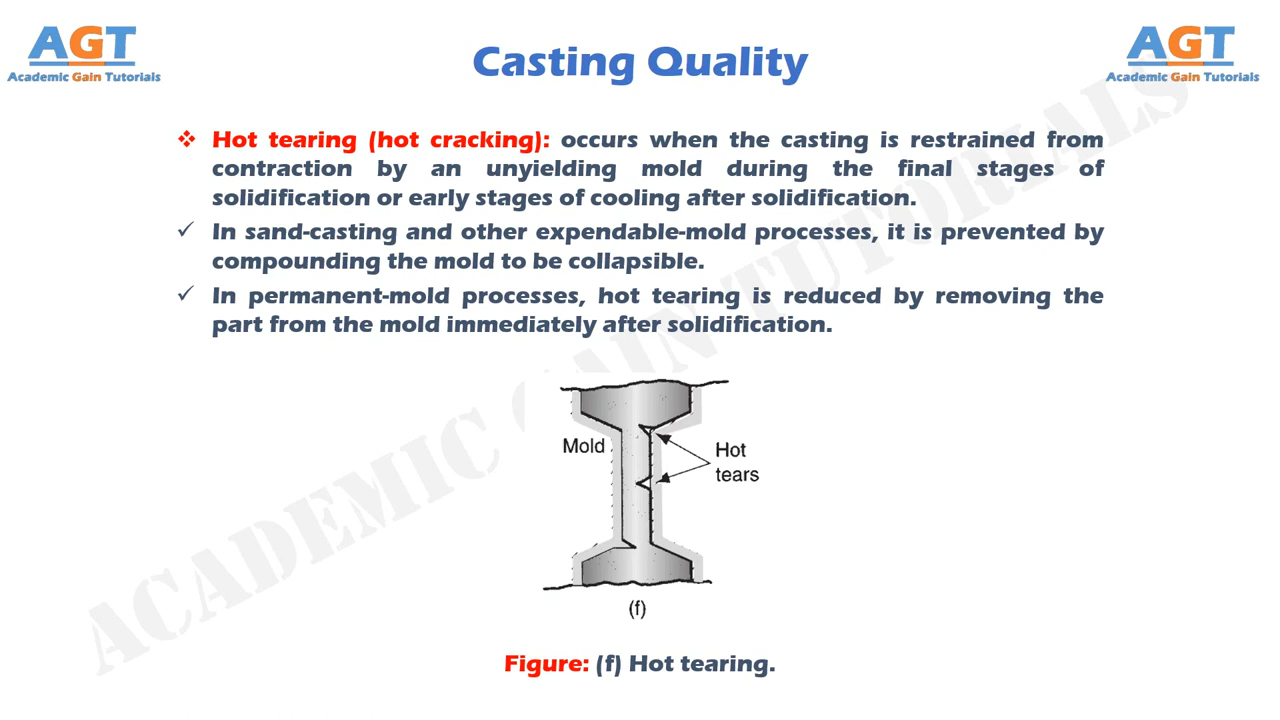 AGT
Academic Gain Tutorials
Casting Quality
AGT
Academic Gain Tutorials
❖ Hot tearing (hot cracking): occurs when the casting is restrained from
contraction by an unyielding mold during the final stages of
solidification or early stages of cooling after solidification.
✓ In sand-casting and other expendable-mold processes, it is prevented by
compounding the mold to be collapsible.
✓ In permanent-mold processes, hot tearing is reduced by removing the
part from the mold immediately after solidification.
Mold
Hot
tears
(f)
Figure: (f) Hot tearing.
ACADEMIC GAIN TUTORIALS